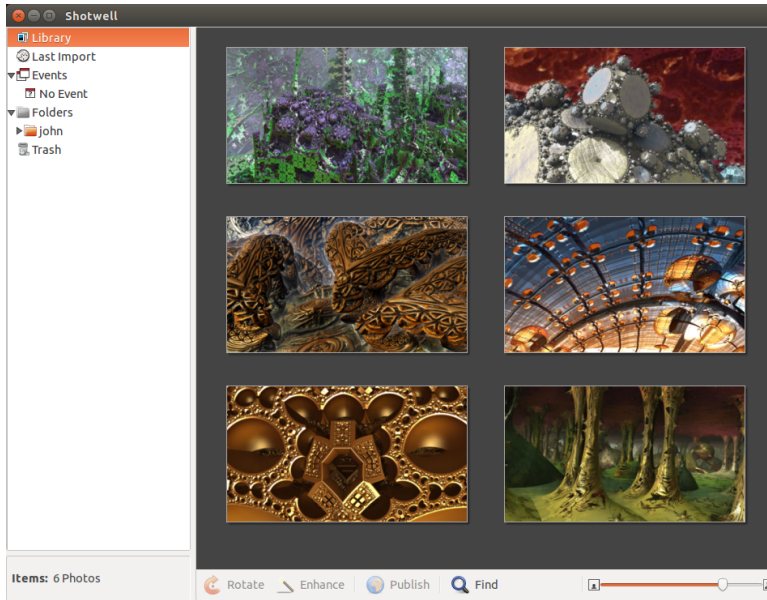 Shotwell
Library
Last Import
Events
No Event
Folders
john
Trash
Items: 6 Photos
Rotate
Enhance
Publish
Find